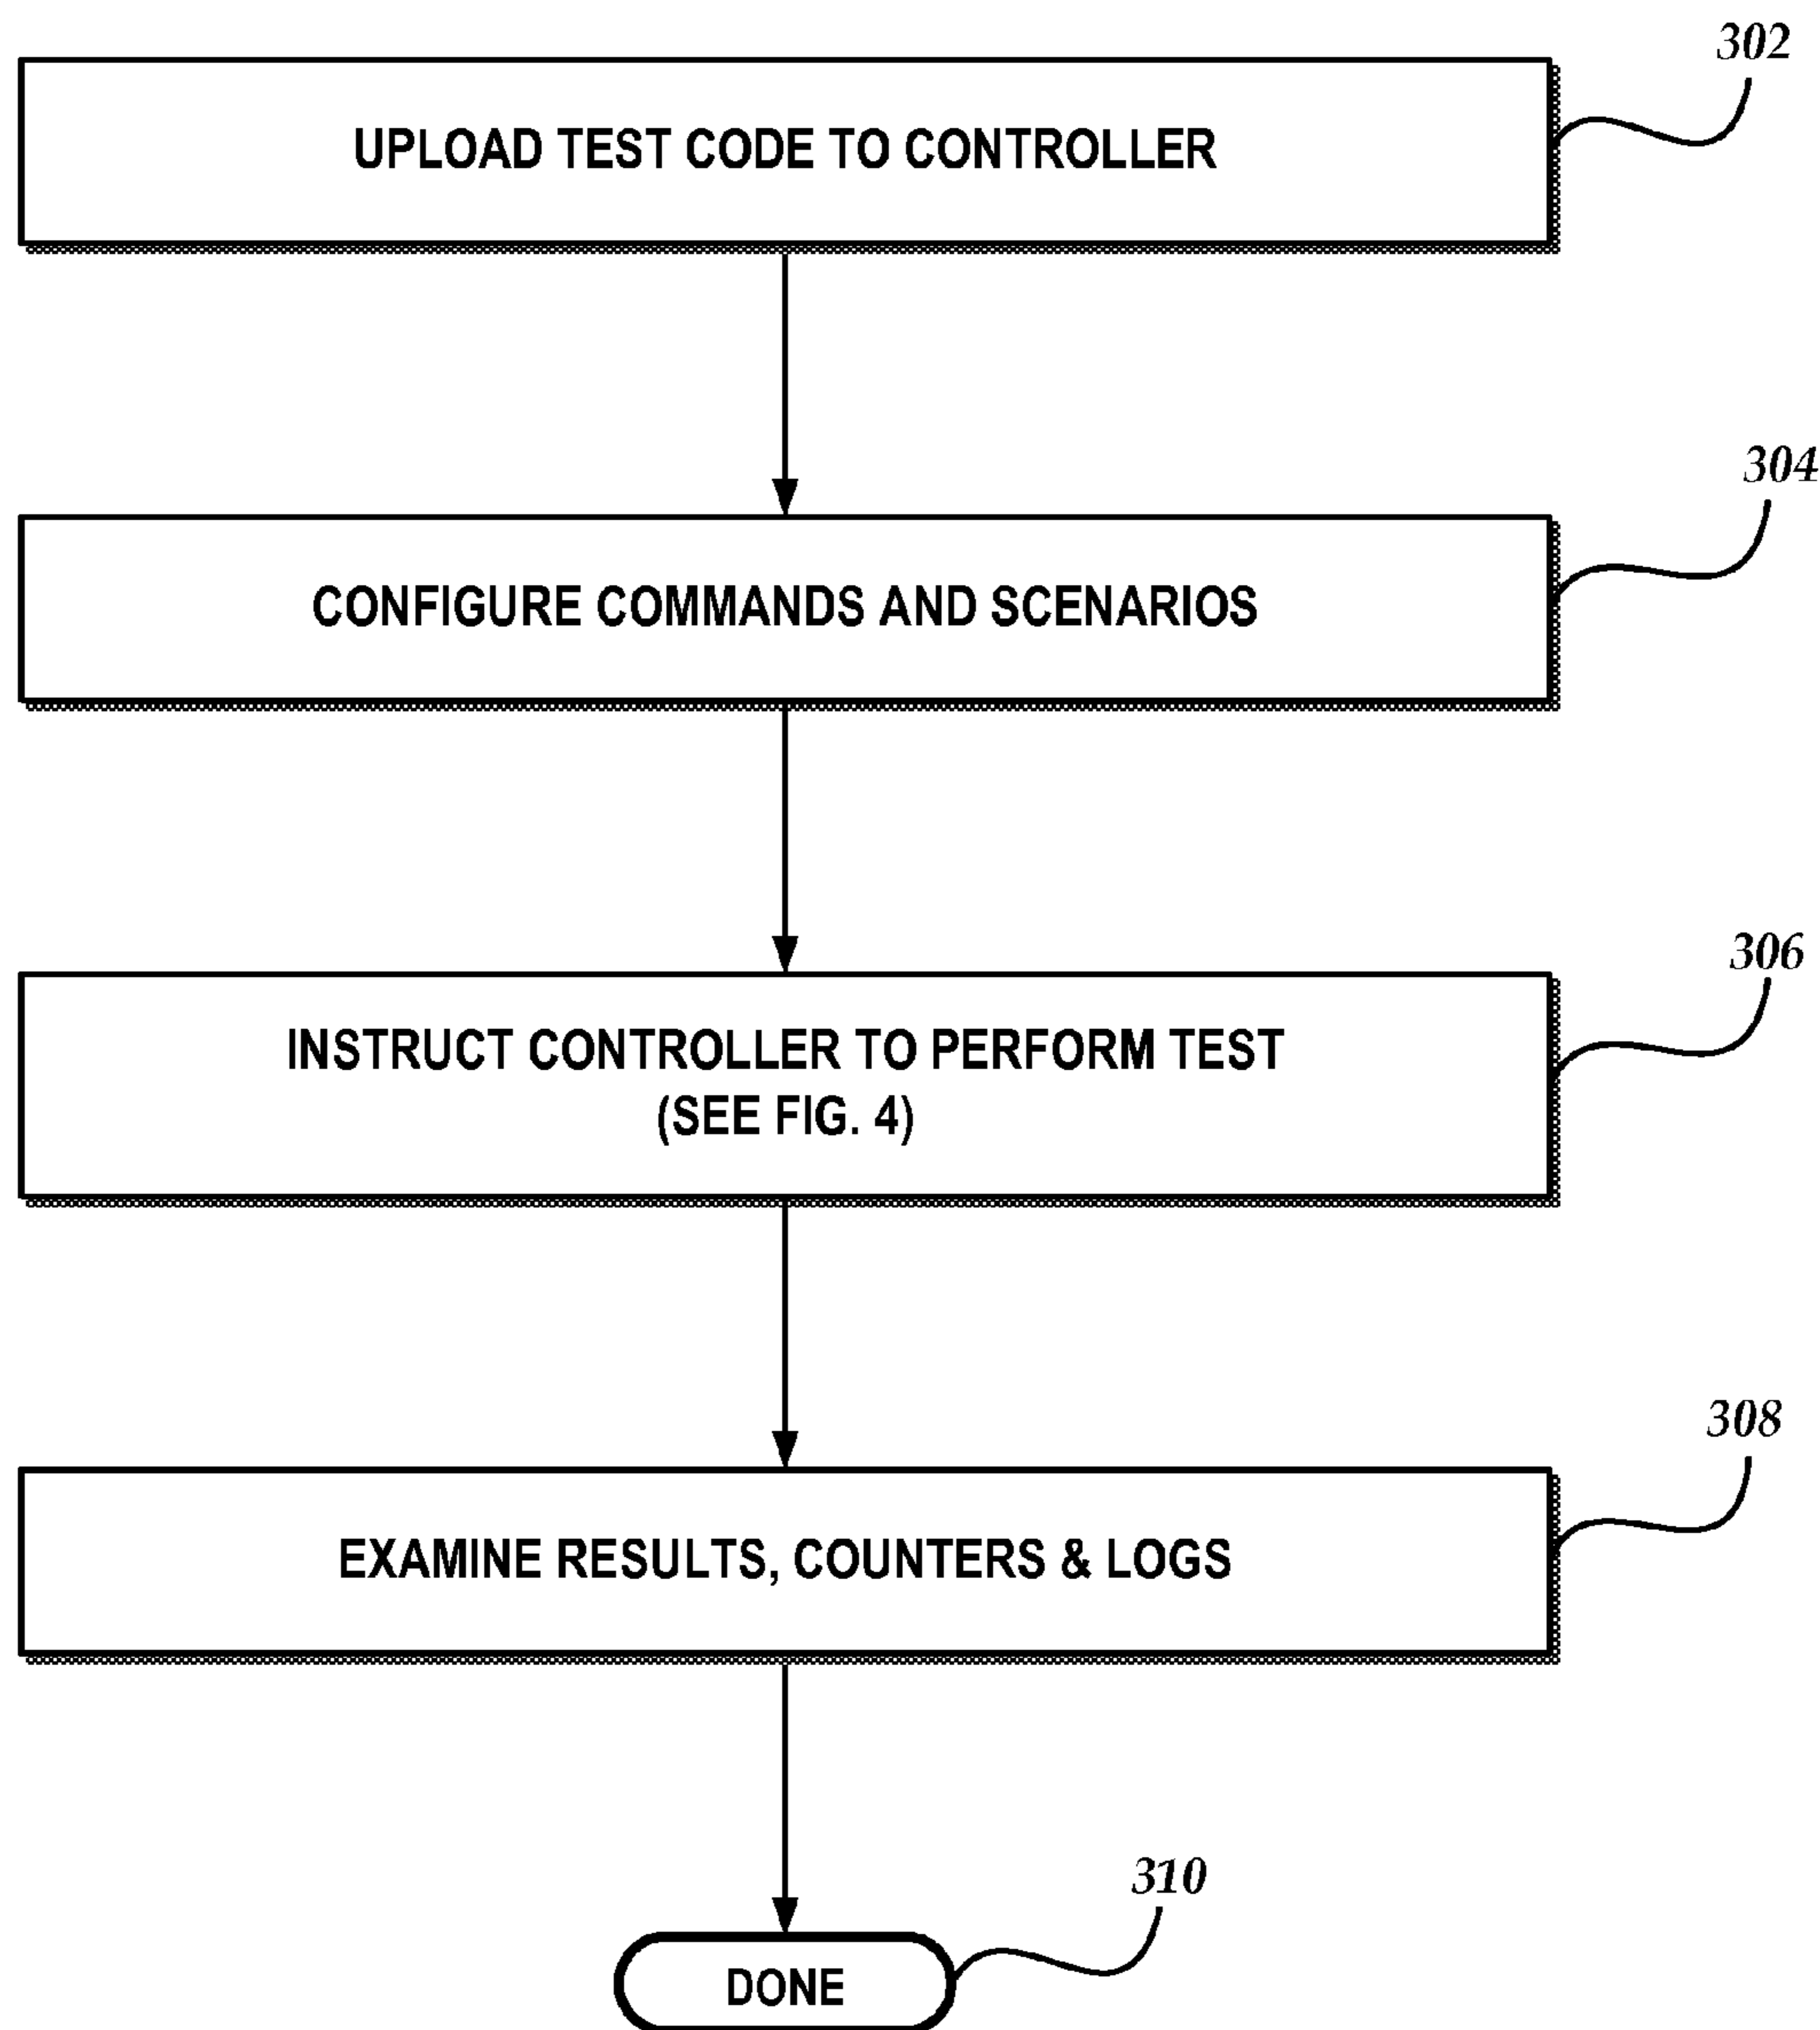 302
UPLOAD TEST CODE TO CONTROLLER
304
CONFIGURE COMMANDS AND SCENARIOS
306
INSTRUCT CONTROLLER TO PERFORM TEST
(SEE FIG. 4)
308
EXAMINE RESULTS, COUNTERS & LOGS
310
DONE